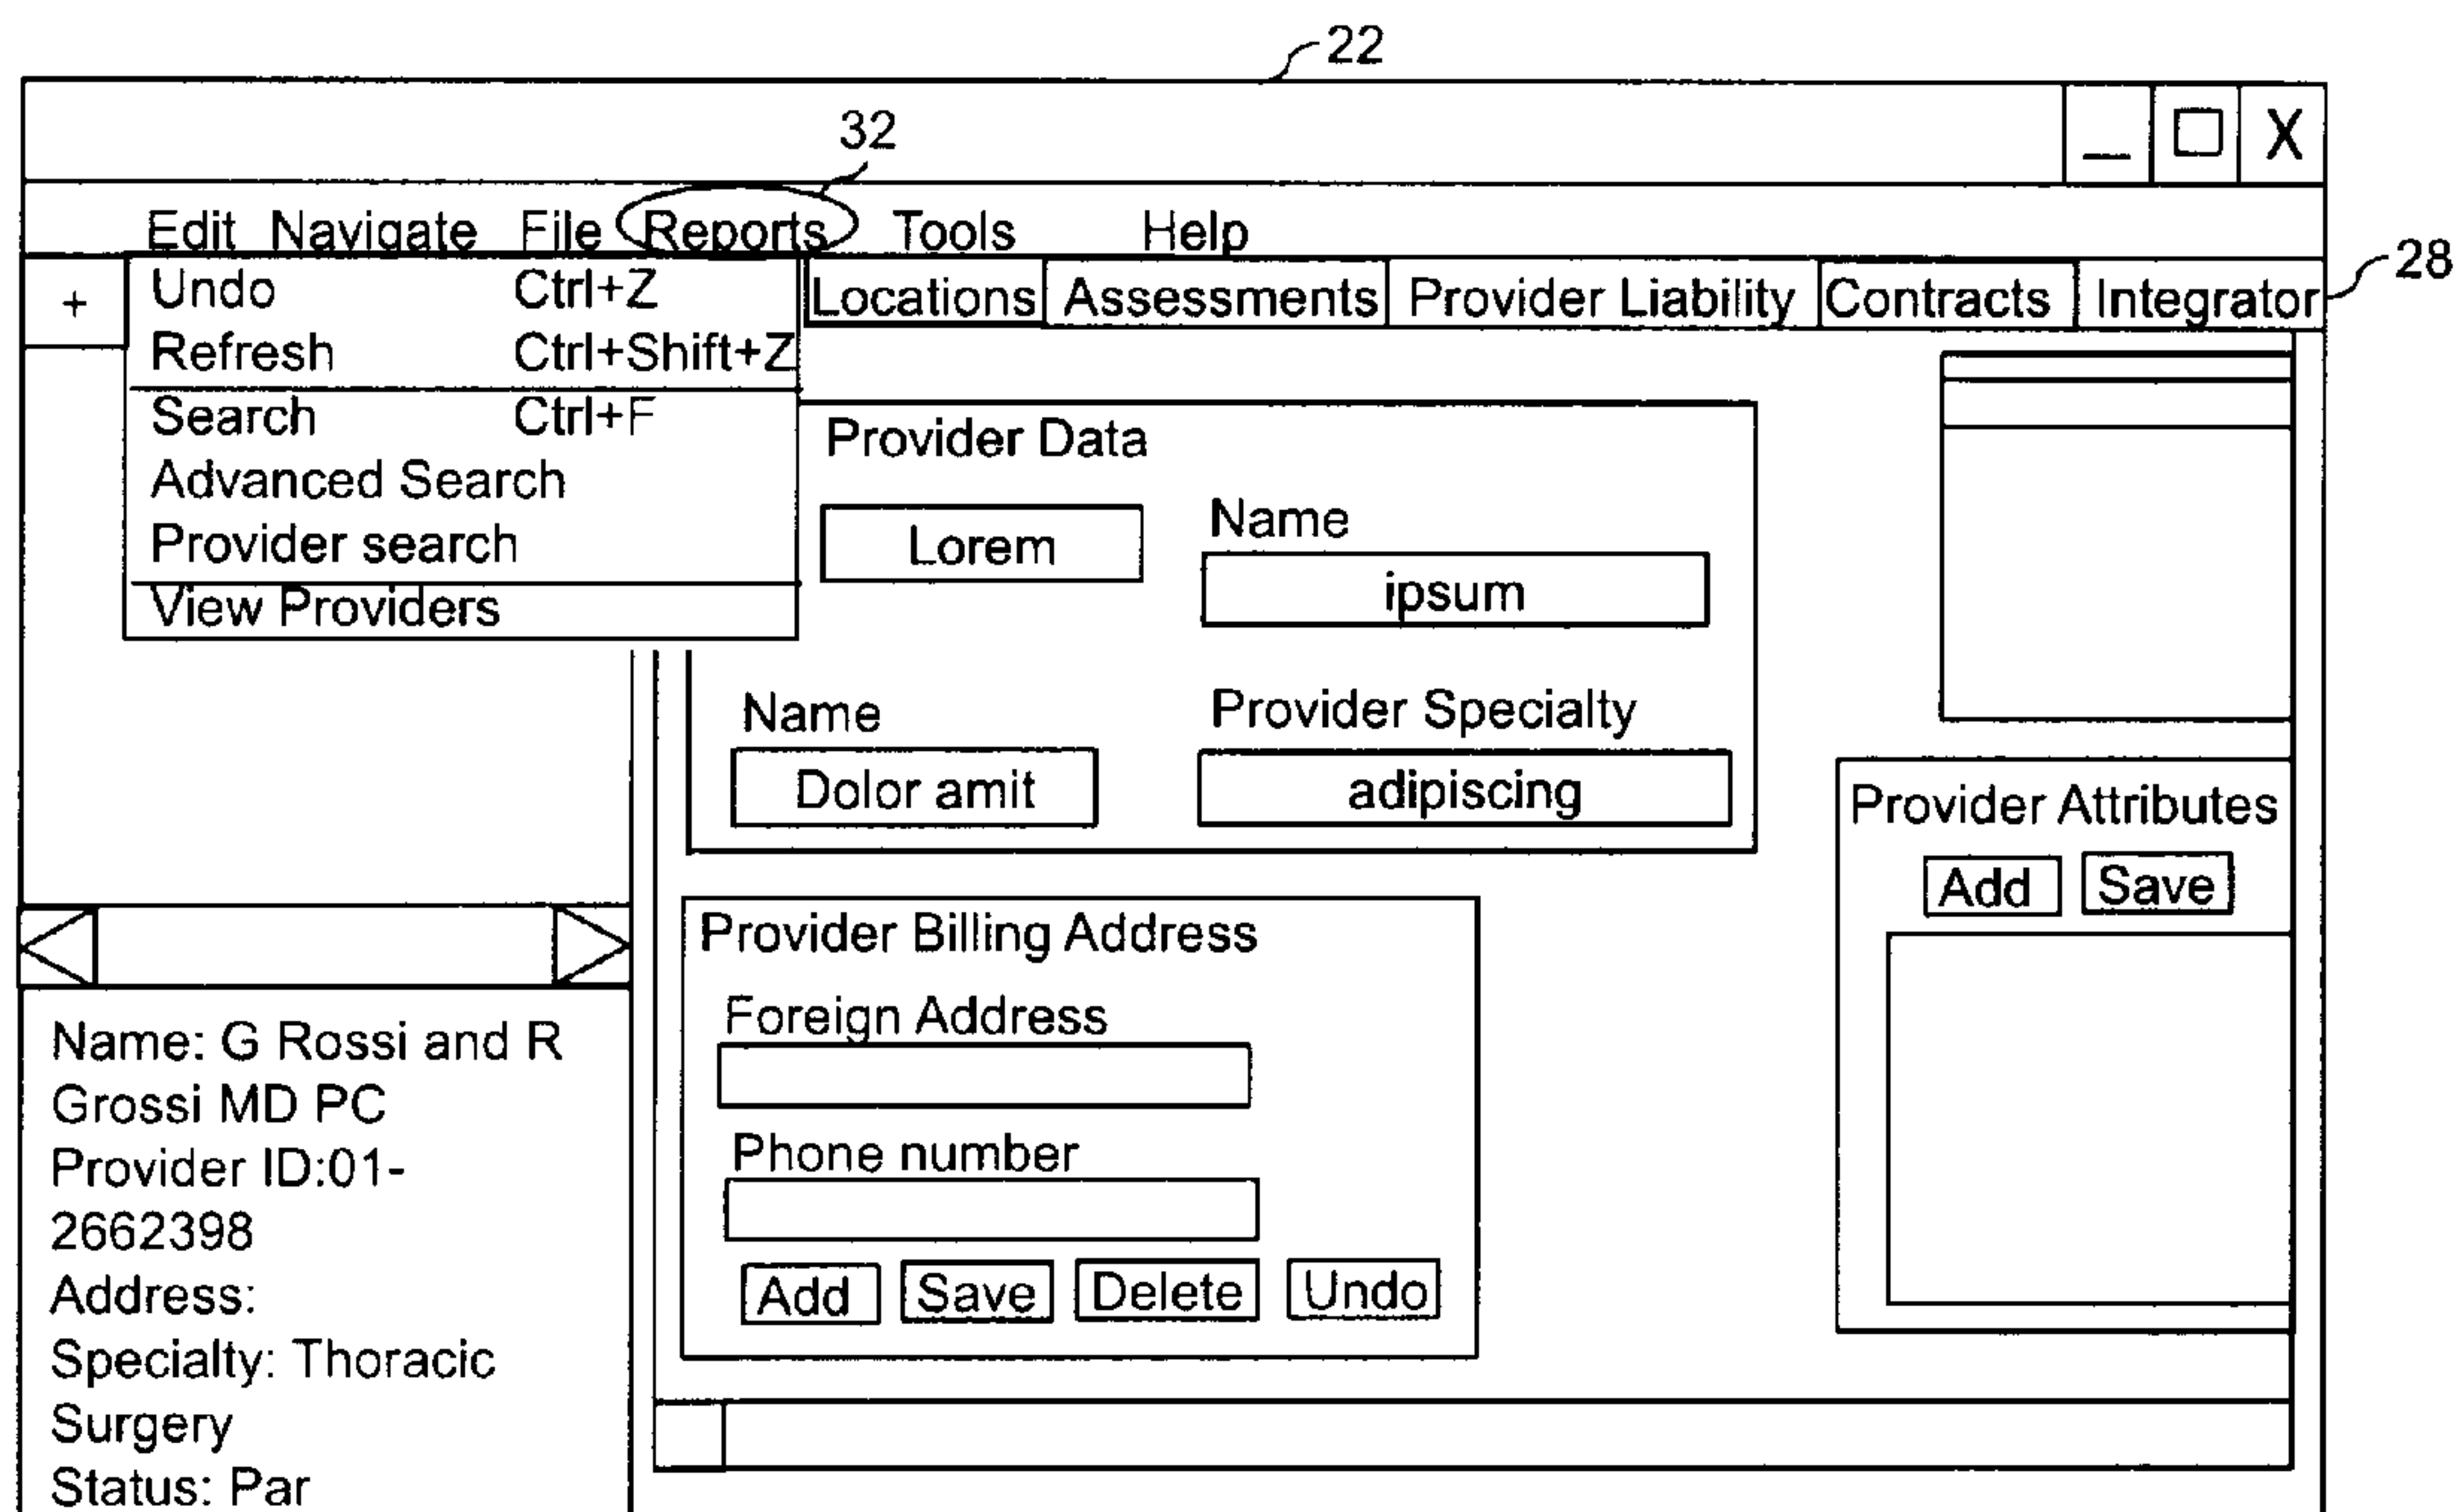 22
32
X
Edit Navigate File Reports Tools Help
28
+
Undo Ctrl+Z
Refresh Ctrl+Shift+Z
Search Ctrl+F
Advanced Search
Provider search
View Providers
Locations Assessments Provider Liability Contracts Integrator
Provider Data
Lorem
Name
ipsum
Name
Dolor amit
Provider Specialty
adipiscing
Provider Attributes
Add Save
Provider Billing Address
Foreign Address
Phone number
Add Save Delete Undo
Name: G Rossi and R
Grossi MD PC
Provider ID:01-
2662398
Address:
Specialty: Thoracic
Surgery
Status: Par